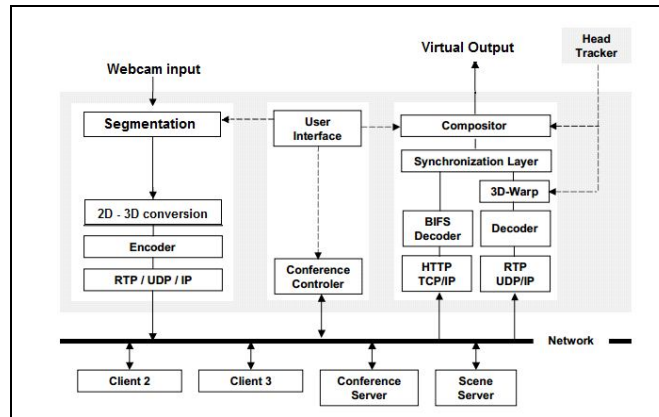 Head
Tracker
Virtual Output
Webcam input
Segmentation
User
Interface
Compositor
Synchronization Layer
3D-Warp
2D - 3D conversion
BIFS
Decoder
Decoder
Encoder
RTP / UDP / IP
Conference
Controler
HTTP
TCP/IP
RTP
UDP/IP
Network
Client 2
Client 3
Conference
Server
Scene
Server